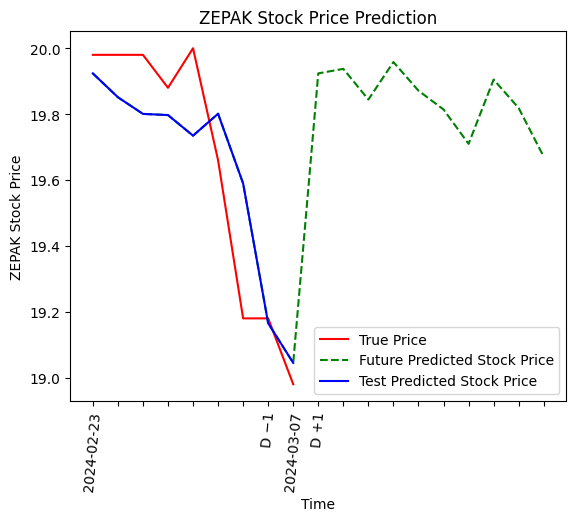 ZEPAK Stock Price Prediction
ZEPAK Stock Price
20.0
19.8
19.6
19.4
19.2
19.0
True Price
Future Predicted Stock Price
Test Predicted Stock Price
2024-02-23
D −1
2024-03-07
D +1
Time